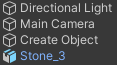 Directional Light
Main Camera
Create Object
Stone_3